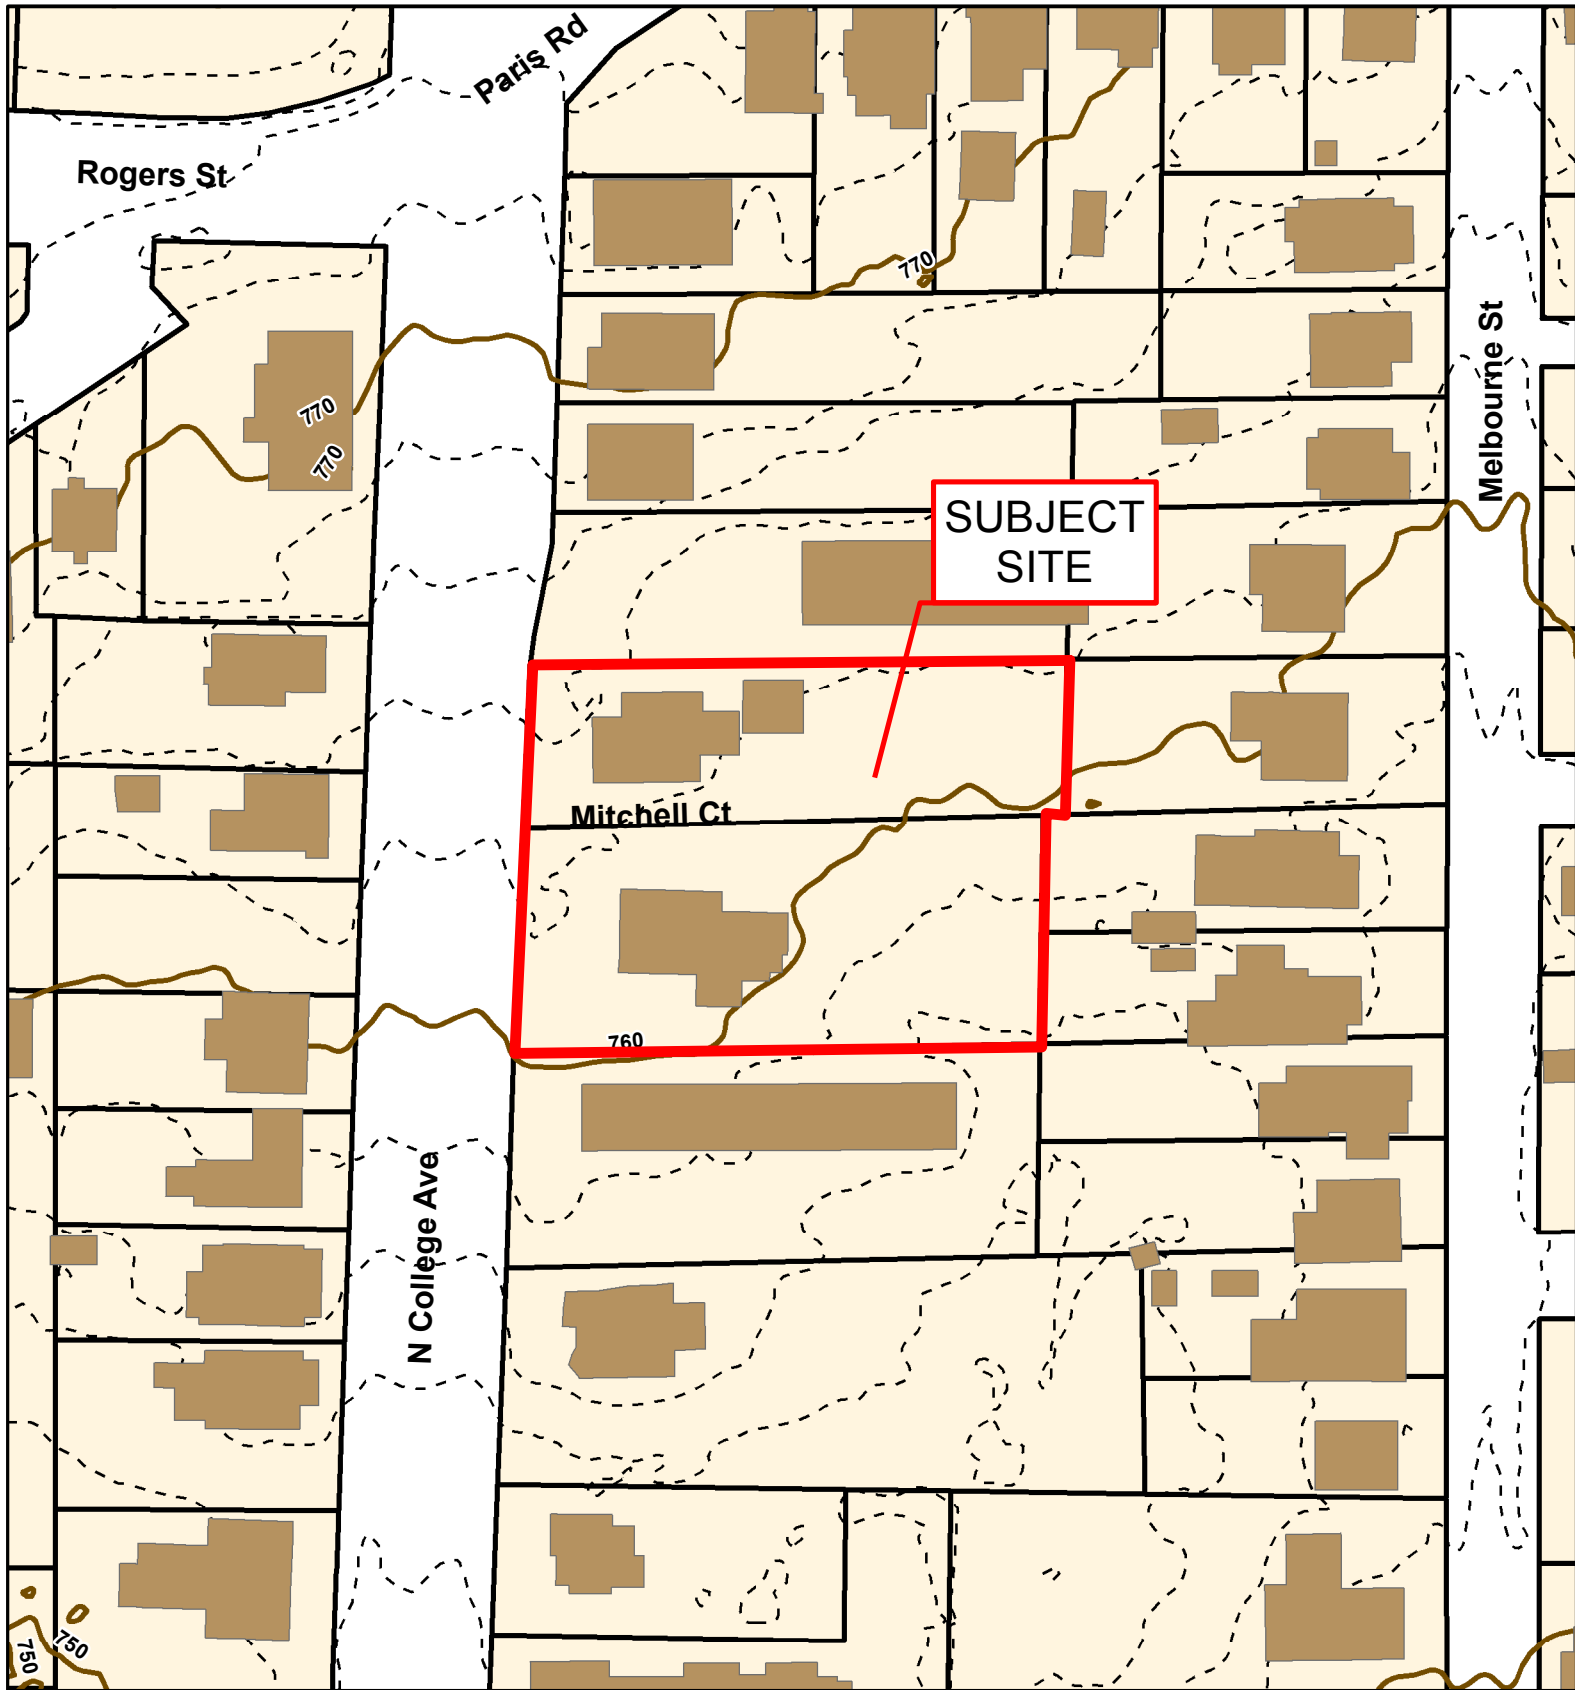 Paris Rd
Rogers St
770
Melbourne St
770
770
SUBJECT
SITE
Mitchell Ct
760
N College Ave
750
750